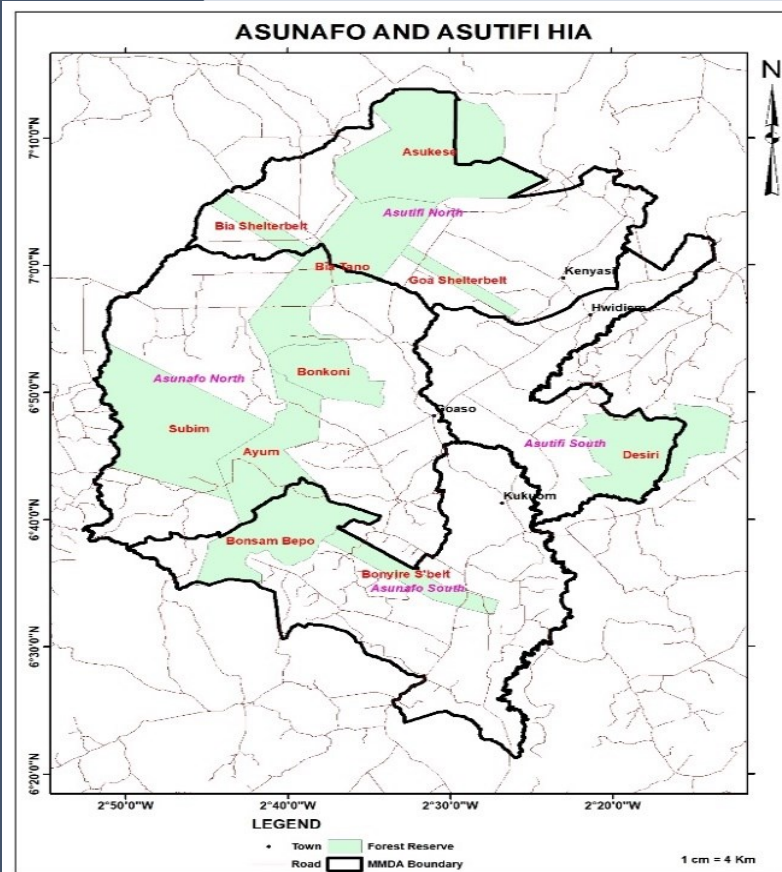 ASUNAFO AND ASUTIFI HIA
N
7°10'0"N
7°0'0"N
6°50'0"N
6°40'0"N
6°30'0"N
6°20'0"N
Asukese
Asutifi North
Bia Shelterbelt
Bia Tano
Goa Shelterbelt
Kenyasi
Hwidiem
Bonkoni
Asunafo North
Goaso
Subim
Asutifi South
Ayum
Desiri
Kukuom
Bonsam Bepo
Bonyire S'belt
Asunafo South
2°50'0"W
2°40'0"W
2°30'0"W
2°20'0"W
LEGEND
Town
Forest Reserve
Road
MMDA Boundary
1 cm = 4 Km